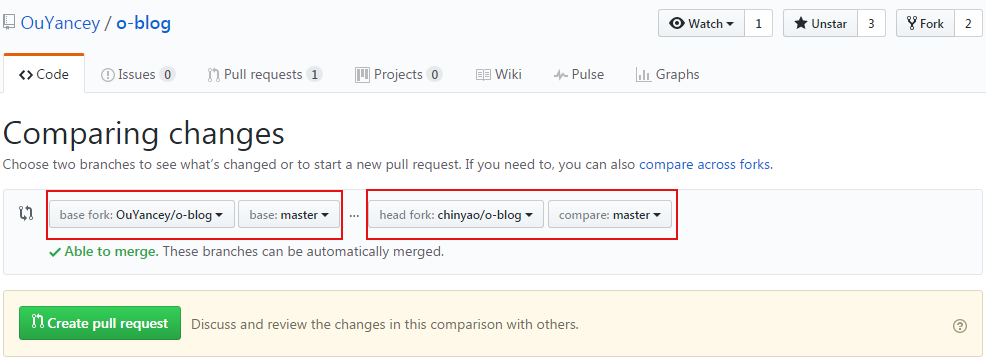 OuYancey / o-blog
Watch 1 Unstar 3 Fork 2
Code Issues 0 Pull requests 1 Projects 0 Wiki Pulse Graphs
Comparing changes
Choose two branches to see what's changed or to start a new pull request. If you need to, you can also compare across forks.
base fork: OuYancey/o-blog base: master ... head fork: chinyao/o-blog compare: master
Able to merge. These branches can be automatically merged.
Create pull request Discuss and review the changes in this comparison with others.